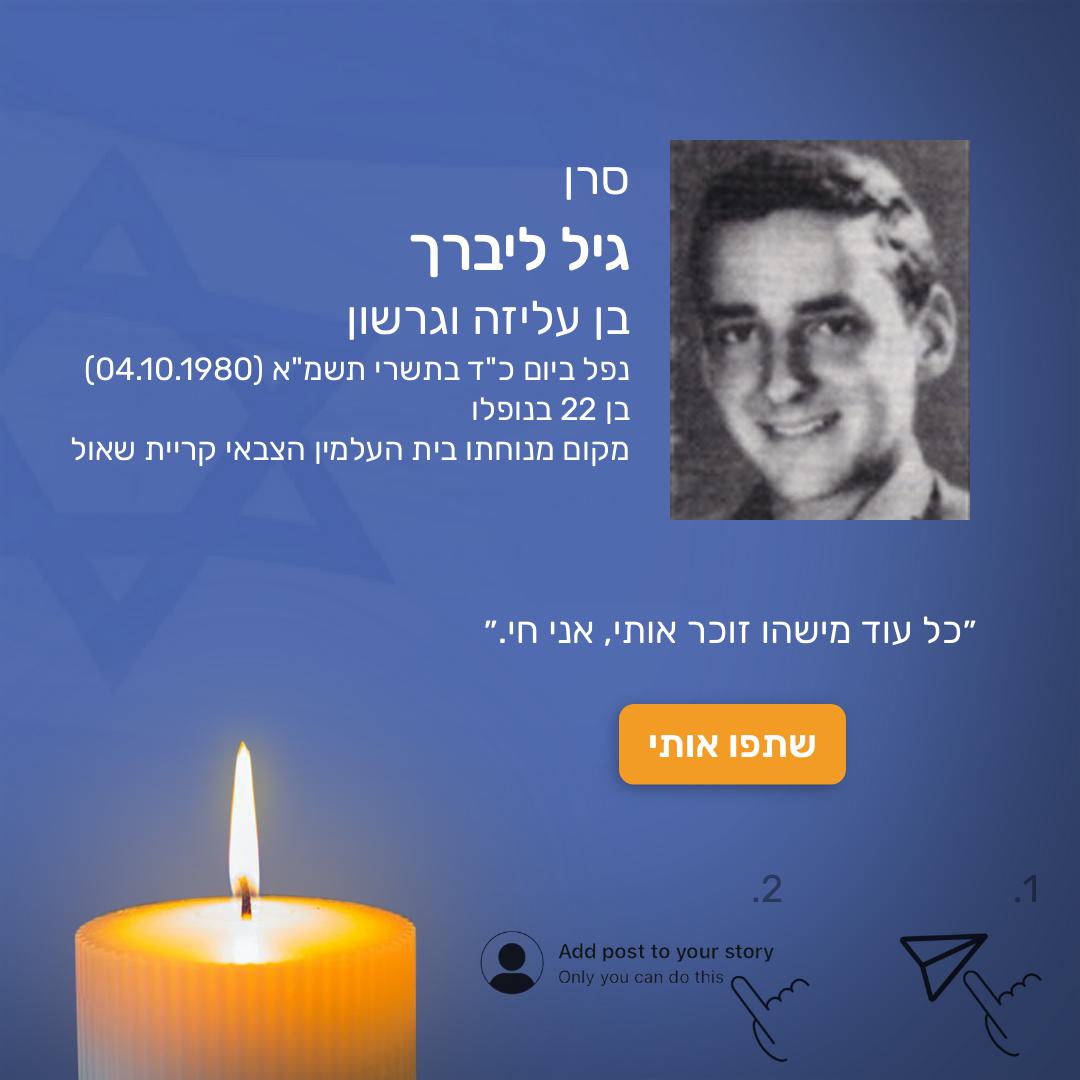 סרן
גיל ליברך
בן עליזה וגרשון
נפל ביום כ"ד בתשרי תשמ"א (04.10.1980)
בן 22 בנופלו
מקום מנוחתו בית העלמין הצבאי קריית שאול
"כל עוד מישהו זוכר אותי, אני חי."
שתפו אותי
1.
2.
Add post to your story
Only you can do this